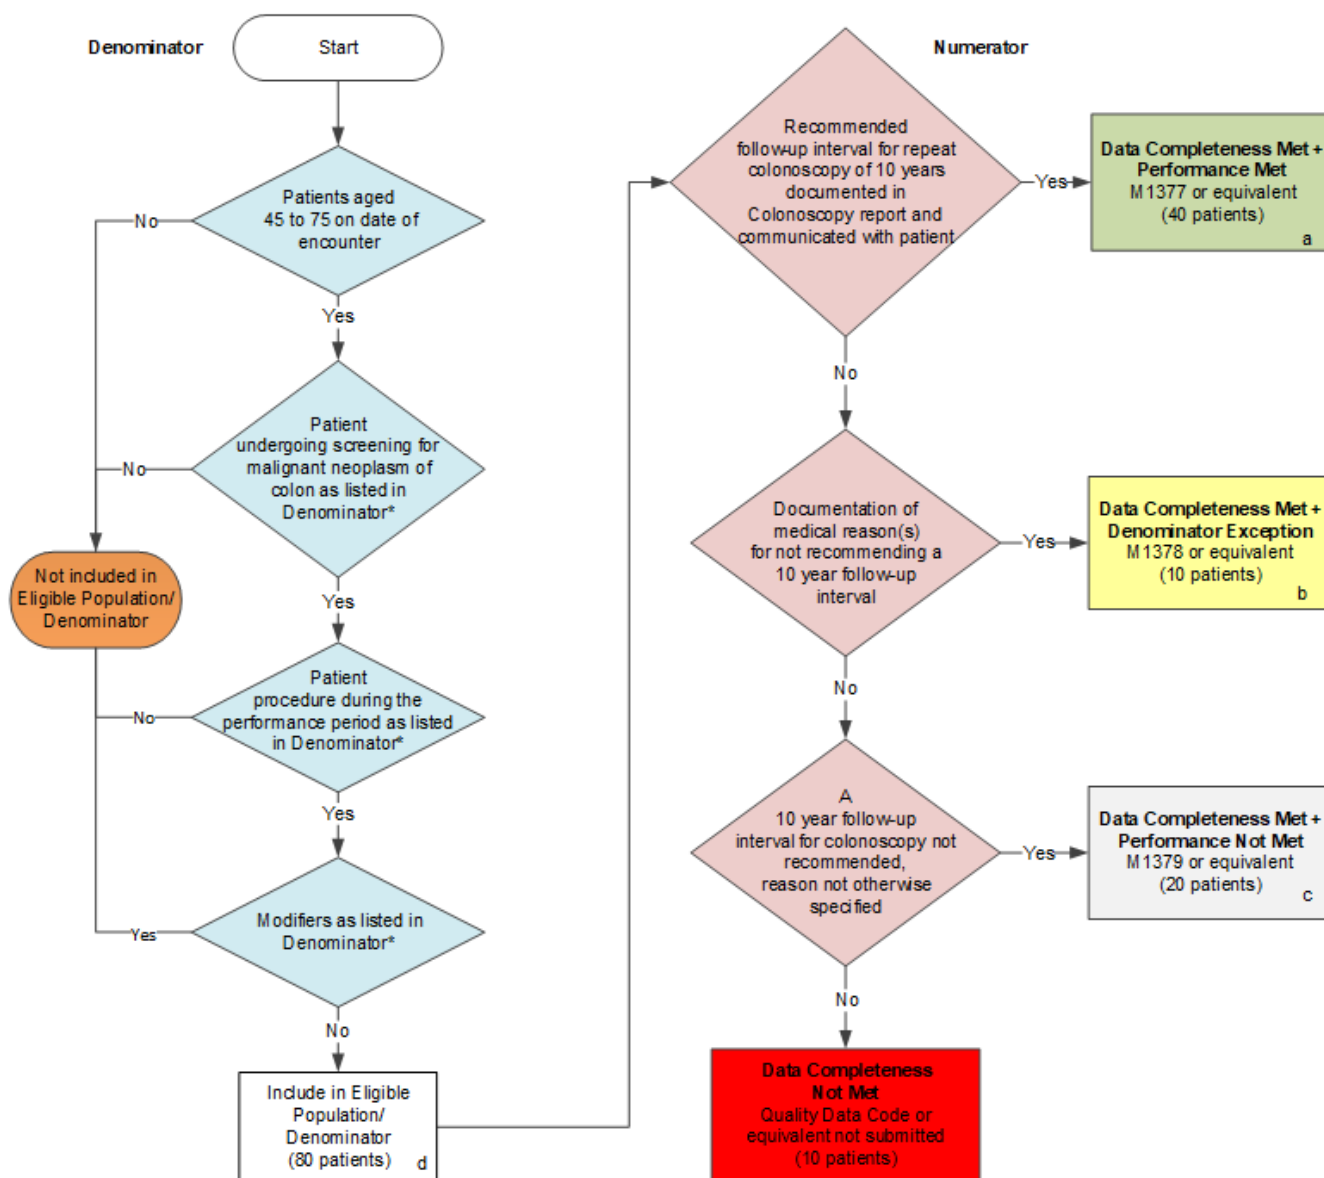 Denominator
Start
No
Patients aged
45 to 75 on date of
encounter
Yes
No
Patient
undergoing screening for
malignant neoplasm of
colon as listed in
Denominator*
Not included in
Eligible Population/
Denominator
Yes
No
Patient
procedure during the
performance period as listed
in Denominator*
Yes
Yes
Modifiers as listed in
Denominator*
No
Include in Eligible
Population/
Denominator
(80 patients)
d
Numerator
Recommended
follow-up interval for repeat
colonoscopy of 10 years
documented in
Colonoscopy report and
communicated with patient
Yes
Data Completeness Met +
Performance Met
M1377 or equivalent
(40 patients)
a
No
Documentation of
medical reason(s)
for not recommending a
10 year follow-up
interval
Yes
Data Completeness Met +
Denominator Exception
M1378 or equivalent
(10 patients)
b
No
A
10 year follow-up
interval for colonoscopy not
recommended,
reason not otherwise
specified
Yes
Data Completeness Met +
Performance Not Met
M1379 or equivalent
(20 patients)
c
No
Data Completeness
Not Met
Quality Data Code or
equivalent not submitted
(10 patients)